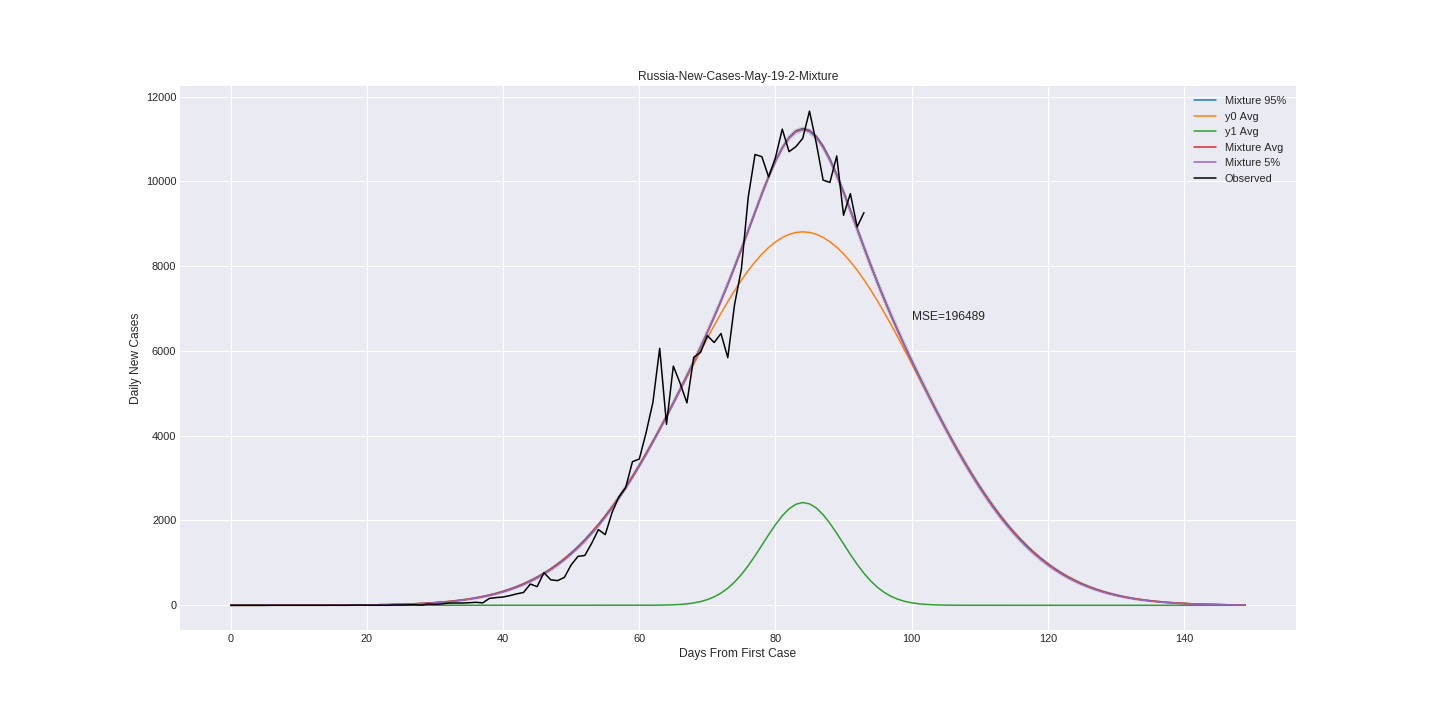 Russia-New-Cases-May-19-2-Mixture
12000
10000
8000
6000
4000
2000
0
Daily New Cases
Mixture 95%
y0 Avg
y1 Avg
Mixture Avg
Mixture 5%
Observed
MSE=196489
0 20 40 60 80 100 120 140
Days From First Case